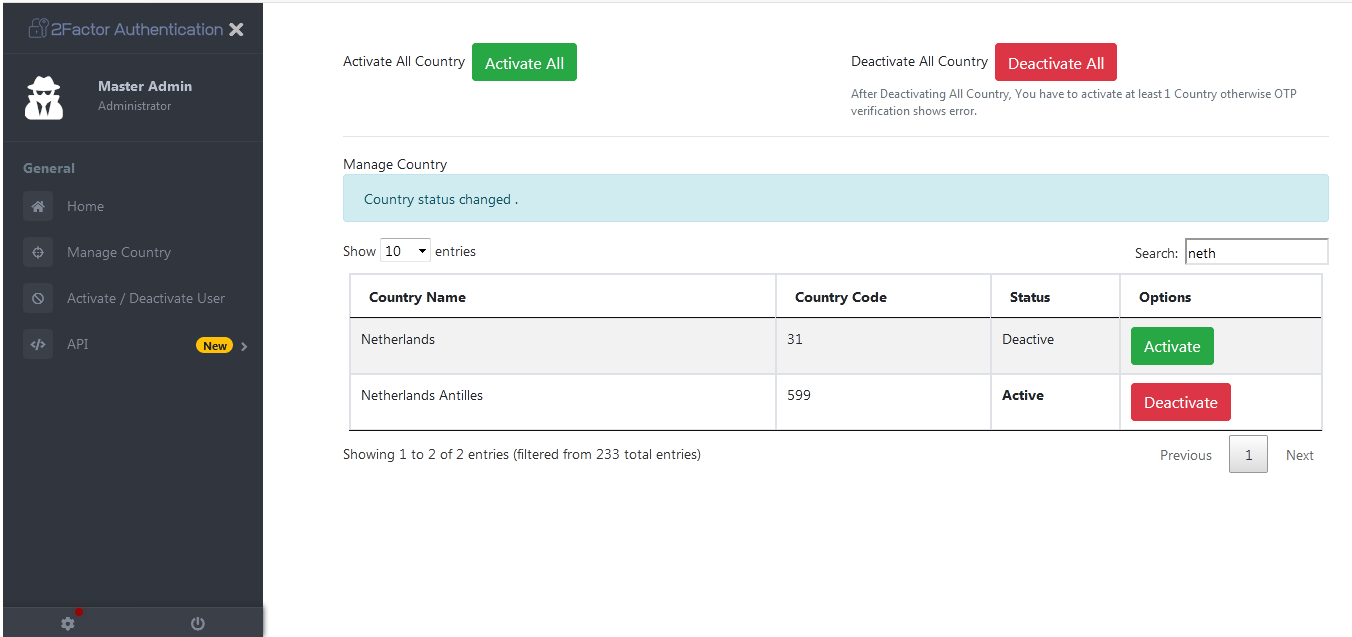 2Factor Authentication
Master Admin
Administrator
General
Home
Manage Country
Activate / Deactivate User
API New
Activate All Country Activate All
Deactivate All Country Deactivate All
After Deactivating All Country, You have to activate at least 1 Country otherwise OTP
verification shows error.
Manage Country
Country status changed .
Show 10 entries
Search: neth
Country Name Country Code Status Options
Netherlands 31 Deactive Activate
Netherlands Antilles 599 Active Deactivate
Showing 1 to 2 of 2 entries (filtered from 233 total entries)
Previous 1 Next